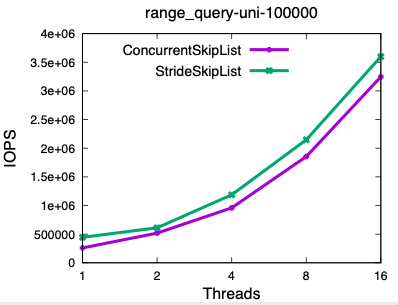 range_query-uni-100000
4e+06
3.5e+06
3e+06
2.5e+06
2e+06
1.5e+06
1e+06
500000
0
IOPS
ConcurrentSkipList
StrideSkipList
1 2 4 8 16
Threads